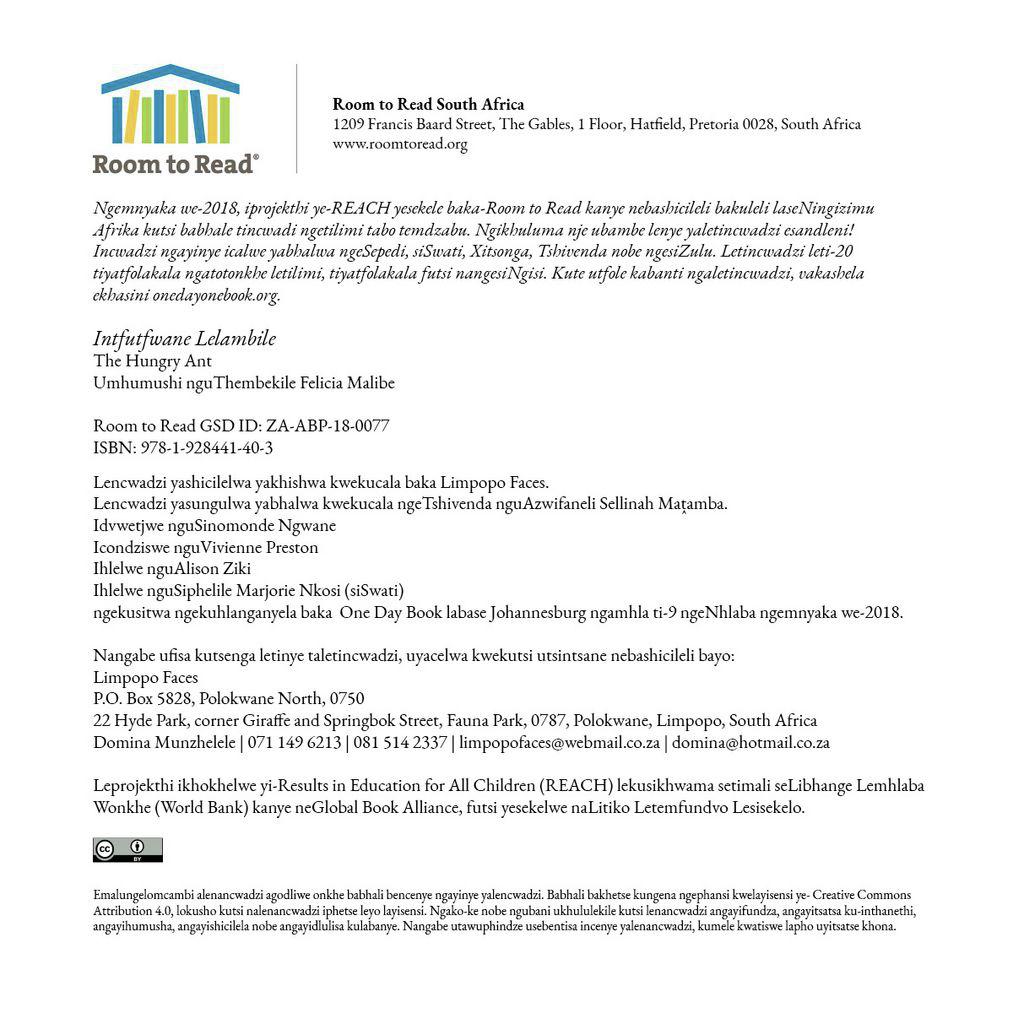 Room to Read®
Room to Read South Africa
1209 Francis Baard Street, The Gables, 1 Floor, Hatfield, Pretoria 0028, South Africa
www.roomtoread.org
Ngemnyaka we-2018, iprojekthi ye-REACH yesekele baka-Room to Read kanye nebashicileli bakuleli laseNingizimu
Afrika kutsi babhale tincwadi ngetilimi tabo temdzabu. Ngikhuluma nje ubambe lenye yaletincwadzi esandleni!
Incwadzi ngayinye icalwe yabhalwa ngeSepedi, siSwati, Xitsonga, Tshivenda nobe ngesiZulu. Letincwadzi leti-20
tiyatfolakala ngatotonkhe letilimi, tiyatfolakala futsi nangesiNgisi. Kute utfole kabanti ngaletincwadzi, vakashela
ekhasini onedayonebook.org.
Intfutfwane Lelambile
The Hungry Ant
Umhumushi nguThembekile Felicia Malibe
Room to Read GSD ID: ZA-ABP-18-0077
ISBN: 978-1-928441-40-3
Lencwadzi yashicilelwa yakhishwa kwekucala baka Limpopo Faces.
Lencwadzi yasungulwa yabhalwa kwekucala ngeTshivenda nguAzwifaneli Sellinah Maṱamba.
Idvwetjwe nguSinomonde Ngwane
Icondziswe nguVivienne Preston
Ihlelwe nguAlison Ziki
Ihlelwe nguSiphelile Marjorie Nkosi (siSwati)
ngekusitwa ngekuhlanganyela baka One Day Book labase Johannesburg ngamhla ti-9 ngeNhlaba ngemnyaka we-2018.
Nangabe ufisa kutsenga letinye taletincwadzi, uyacelwa kwekutsi utsintsane nebashicileli bayo:
Limpopo Faces
P.O. Box 5828, Polokwane North, 0750
22 Hyde Park, corner Giraffe and Springbok Street, Fauna Park, 0787, Polokwane, Limpopo, South Africa
Domina Munzhelele | 071 149 6213 | 081 514 2337 | limpopofaces@webmail.co.za | domina@hotmail.co.za
Leprojekthi ikhokhelwe yi-Results in Education for All Children (REACH) lekusikhwama setimali seLibhange Lemhlaba
Wonkhe (World Bank) kanye neGlobal Book Alliance, futsi yesekelwe naLitiko Letemfundvo Lesisekelo.
cc BY
Emalungelomcambi alenancwadzi agodliwe onkhe babhali bencenye ngayinye yalencwadzi. Babhali bakhetse kungena ngephansi kwelayisensi ye- Creative Commons
Attribution 4.0, lokusho kutsi nalenancwadzi iphetse leyo layisensi. Ngako-ke nobe ngubani ukhululekile kutsi lenancwadzi angayifundza, angayitsatsa ku-inthanethi,
angayihumusha, angayishicilela nobe angayidlulisa kulabanye. Nangabe utawuphindze usebentisa incenye yalenancwadzi, kumele kwatiswe lapho uyitsatse khona.